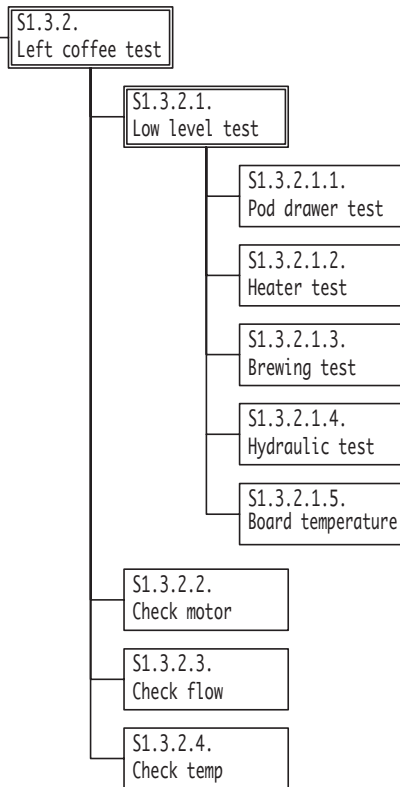 S1.3.2.
Left coffee test
S1.3.2.1.
Low level test
S1.3.2.1.1.
Pod drawer test
S1.3.2.1.2.
Heater test
S1.3.2.1.3.
Brewing test
S1.3.2.1.4.
Hydraulic test
S1.3.2.1.5.
Board temperature
S1.3.2.2.
Check motor
S1.3.2.3.
Check flow
S1.3.2.4.
Check temp